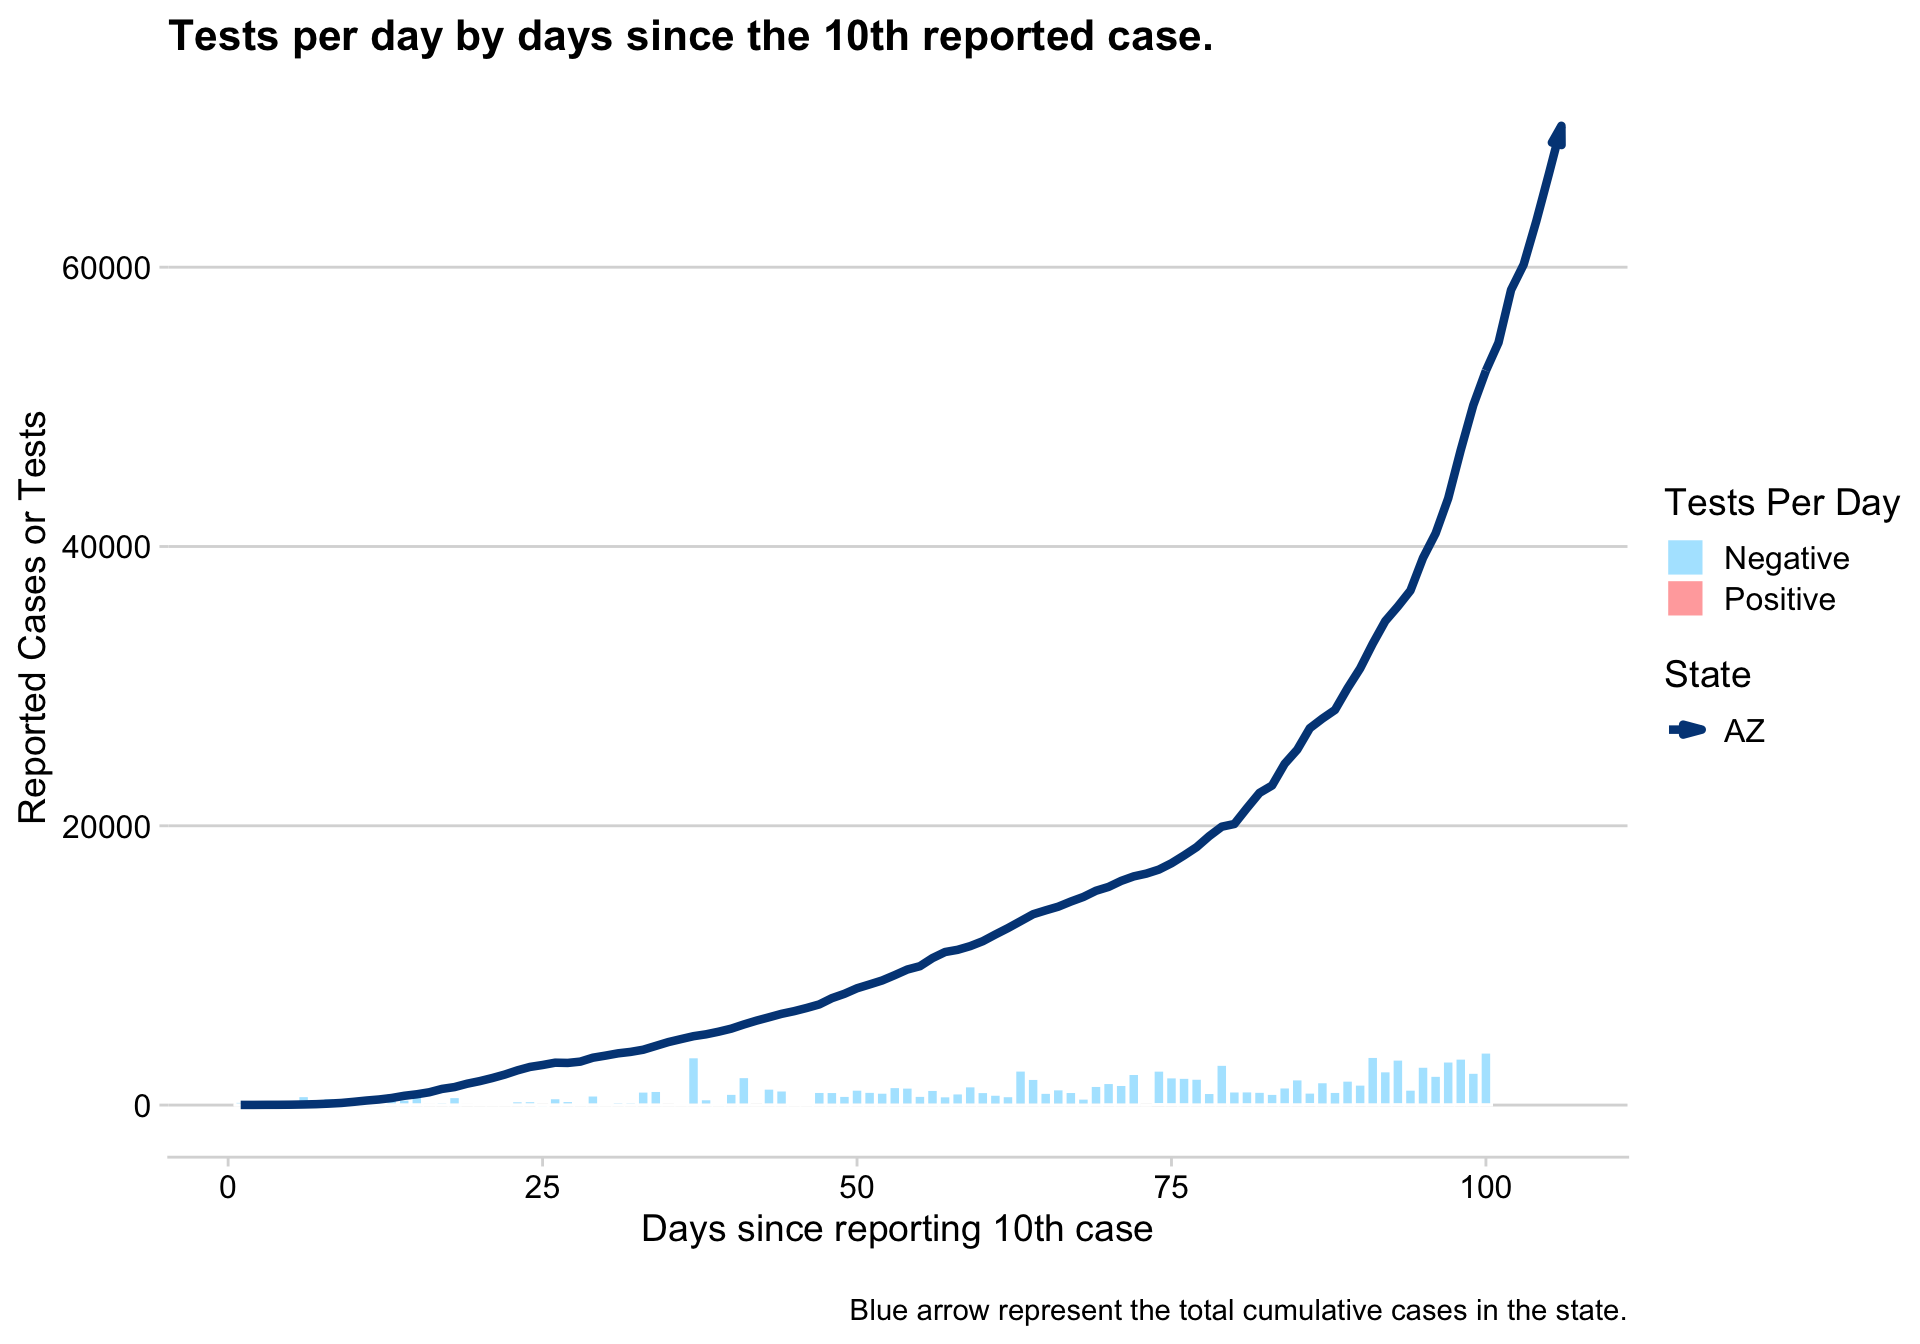 Tests per day by days since the 10th reported case.
Reported Cases or Tests
60000
40000
20000
0
0 25 50 75 100
Days since reporting 10th case
Tests Per Day
Negative
Positive
State
AZ
Blue arrow represent the total cumulative cases in the state.